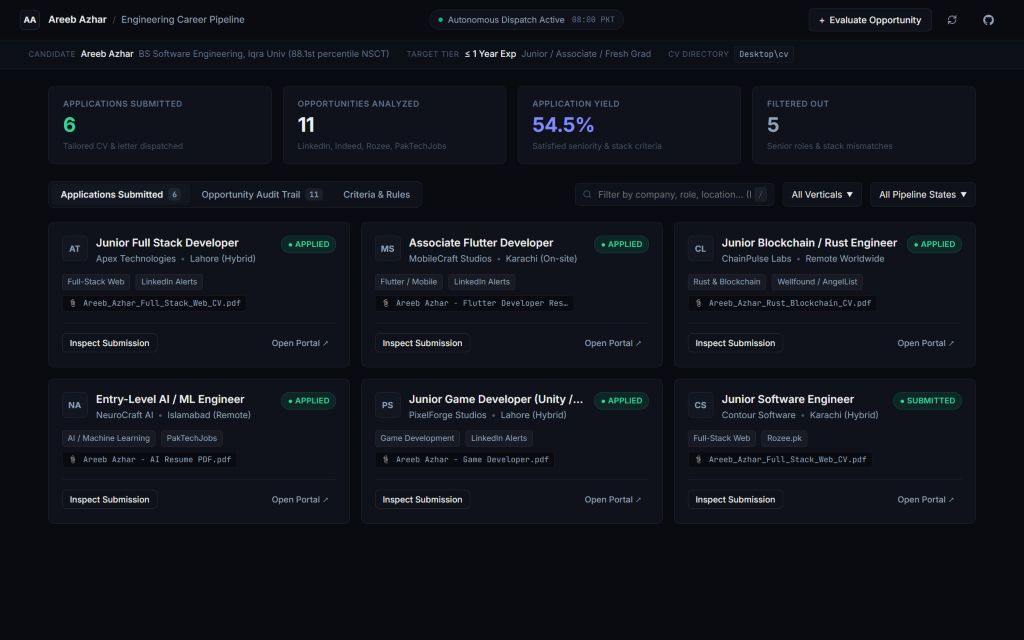 AA Areeb Azhar / Engineering Career Pipeline
Autonomous Dispatch Active 08:00 PKT
+ Evaluate Opportunity
CANDIDATE Areeb Azhar BS Software Engineering, Iqra Univ (88.1st percentile NSCT) TARGET TIER ≤ 1 Year Exp Junior / Associate / Fresh Grad CV DIRECTORY Desktop\cv
APPLICATIONS SUBMITTED
6
Tailored CV & letter dispatched
OPPORTUNITIES ANALYZED
11
LinkedIn, Indeed, Rozee, PakTechJobs
APPLICATION YIELD
54.5%
Satisfied seniority & stack criteria
FILTERED OUT
5
Senior roles & stack mismatches
Applications Submitted 6 Opportunity Audit Trail 11 Criteria & Rules
Filter by company, role, location... (P /
All Verticals ▼
All Pipeline States ▼
AT
Junior Full Stack Developer
Apex Technologies • Lahore (Hybrid)
APPLIED
Full-Stack Web LinkedIn Alerts
Areeb_Azhar_Full_Stack_Web_CV.pdf
Inspect Submission Open Portal ↗
MS
Associate Flutter Developer
MobileCraft Studios • Karachi (On-site)
APPLIED
Flutter / Mobile LinkedIn Alerts
Areeb Azhar - Flutter Developer Res…
Inspect Submission Open Portal ↗
CL
Junior Blockchain / Rust Engineer
ChainPulse Labs • Remote Worldwide
APPLIED
Rust & Blockchain Wellfound / AngelList
Areeb_Azhar_Rust_Blockchain_CV.pdf
Inspect Submission Open Portal ↗
NA
Entry-Level AI / ML Engineer
NeuroCraft AI • Islamabad (Remote)
APPLIED
AI / Machine Learning PakTechJobs
Areeb Azhar - AI Resume PDF.pdf
Inspect Submission Open Portal ↗
PS
Junior Game Developer (Unity /...
PixelForge Studios • Lahore (Hybrid)
APPLIED
Game Development LinkedIn Alerts
Areeb Azhar - Game Developer.pdf
Inspect Submission Open Portal ↗
CS
Junior Software Engineer
Contour Software • Karachi (Hybrid)
SUBMITTED
Full-Stack Web Rozee.pk
Areeb_Azhar_Full_Stack_Web_CV.pdf
Inspect Submission Open Portal ↗